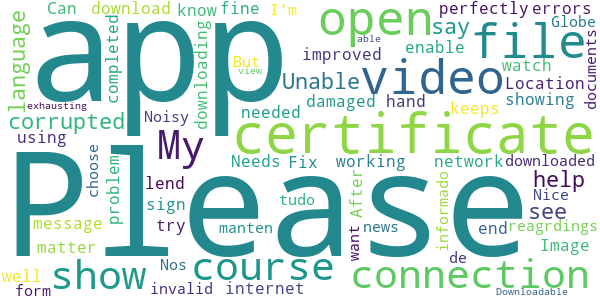 Can download know fine I'm perfectly errors
language app open file
completed downloading But view able say Globe
improved enable watch documents
exhausting Noisy Unable video Location
damaged hand showing
corrupted needed keeps
using My certificate
choose problem Please Needs Fix working network downloaded
lend After help
sign tudo Nice
message try manten want news end see reagrdings
matter informado Image
well show Nos course de connection
form invalid internet Downloadable